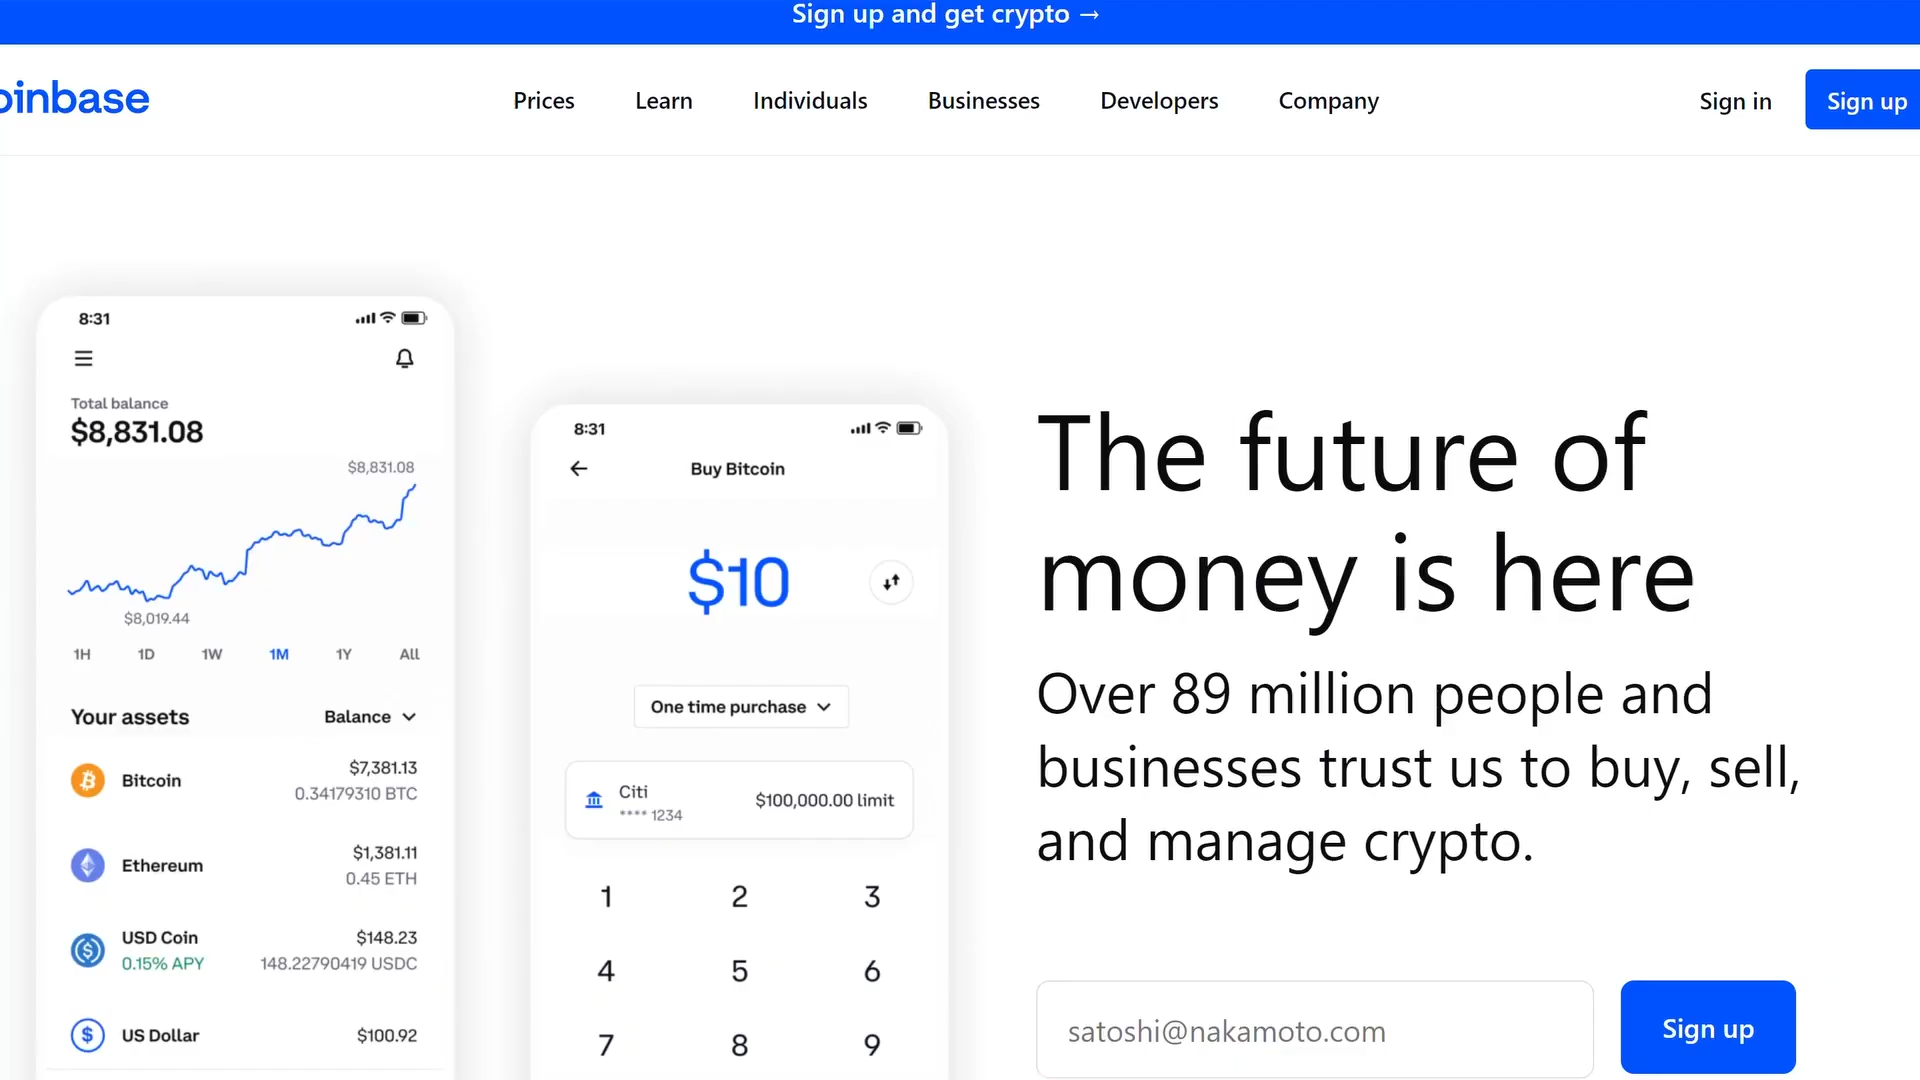 Sign up and get crypto →
oinbase
Prices Learn Individuals Businesses Developers Company
Sign in Sign up
8:31
Total balance
$8,831.08
$8,831.08
$8,019.44
1H 1D 1W 1M 1Y All
Your assets Balance
Bitcoin $7,381.13
0.34179310 BTC
Ethereum $1,381.11
0.45 ETH
USD Coin $148.23
0.15% APY 148.22790419 USDC
US Dollar $100.92
8:31
Buy Bitcoin
$10
One time purchase
Citi
**** 1234
$100,000.00 limit
1 2 3
4 5 6
7 8 9
The future of
money is here
Over 89 million people and
businesses trust us to buy, sell,
and manage crypto.
satoshi@nakamoto.com
Sign up